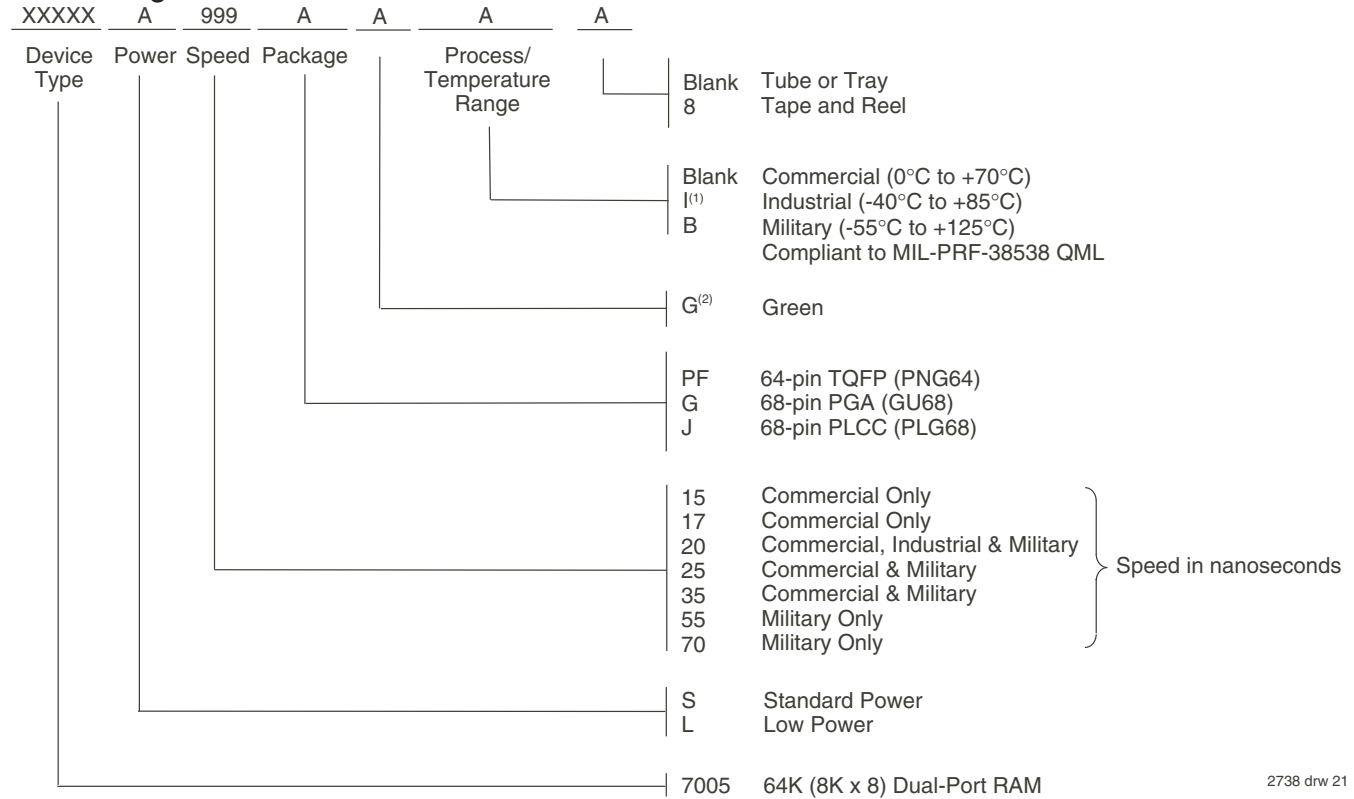 XXXXX A 999 A A A A
Device Type
Power
Speed
Package
Process/
Temperature
Range
Blank Tube or Tray
8 Tape and Reel
Blank Commercial (0°C to +70°C)
I(1) Industrial (-40°C to +85°C)
B Military (-55°C to +125°C)
Compliant to MIL-PRF-38538 QML
G(2) Green
PF 64-pin TQFP (PNG64)
G 68-pin PGA (GU68)
J 68-pin PLCC (PLG68)
15 Commercial Only
17 Commercial Only
20 Commercial, Industrial & Military
25 Commercial & Military
35 Commercial & Military
55 Military Only
70 Military Only
Speed in nanoseconds
S Standard Power
L Low Power
7005 64K (8K x 8) Dual-Port RAM
2738 drw 21